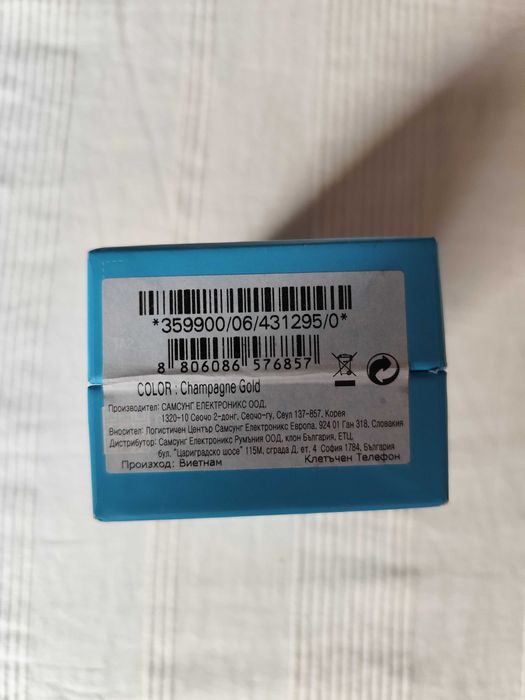 *359900/06/431295/0*
8 806086 576857
COLOR : Champagne Gold
Производител: САМСУНГ ЕЛЕКТРОНИКС ООД,
1320-10 Сеочо 2-донг, Сеочо-гу, Сеул 137-857, Корея
Вносител: Логистичен Център Самсунг Електроникс Европа, 924 01 Ган 318, Словакия
Дистрибутор: Самсунг Електроникс Румъния ООД, клон България, ЕТЦ,
бул. "Цариградско шосе" 115М, сграда Д, ет. 4 София 1784, България
Произход: Виетнам Клетъчен Телефон